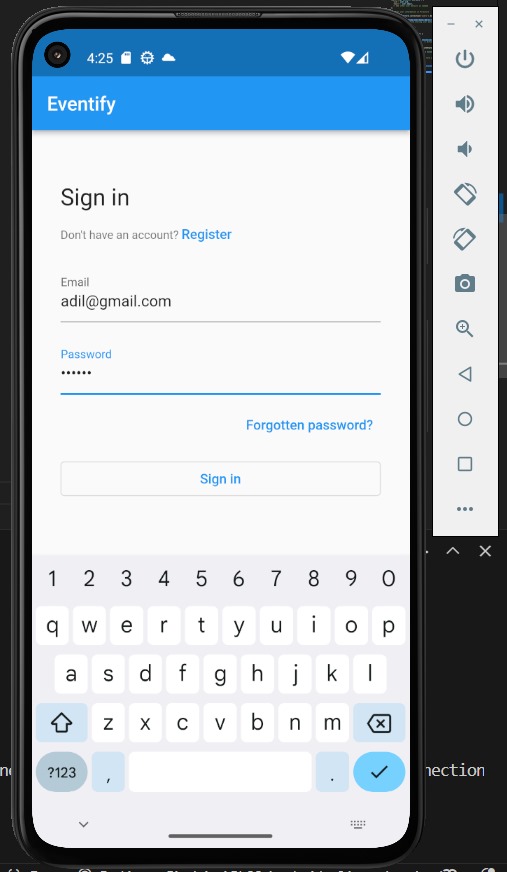 4:25
Eventify
Sign in
Don't have an account? Register
Email
adil@gmail.com
Password
••••••
Forgotten password?
Sign in
1 2 3 4 5 6 7 8 9 0
q w e r t y u i o p
a s d f g h j k l
z x c v b n m
?123 , .
nection